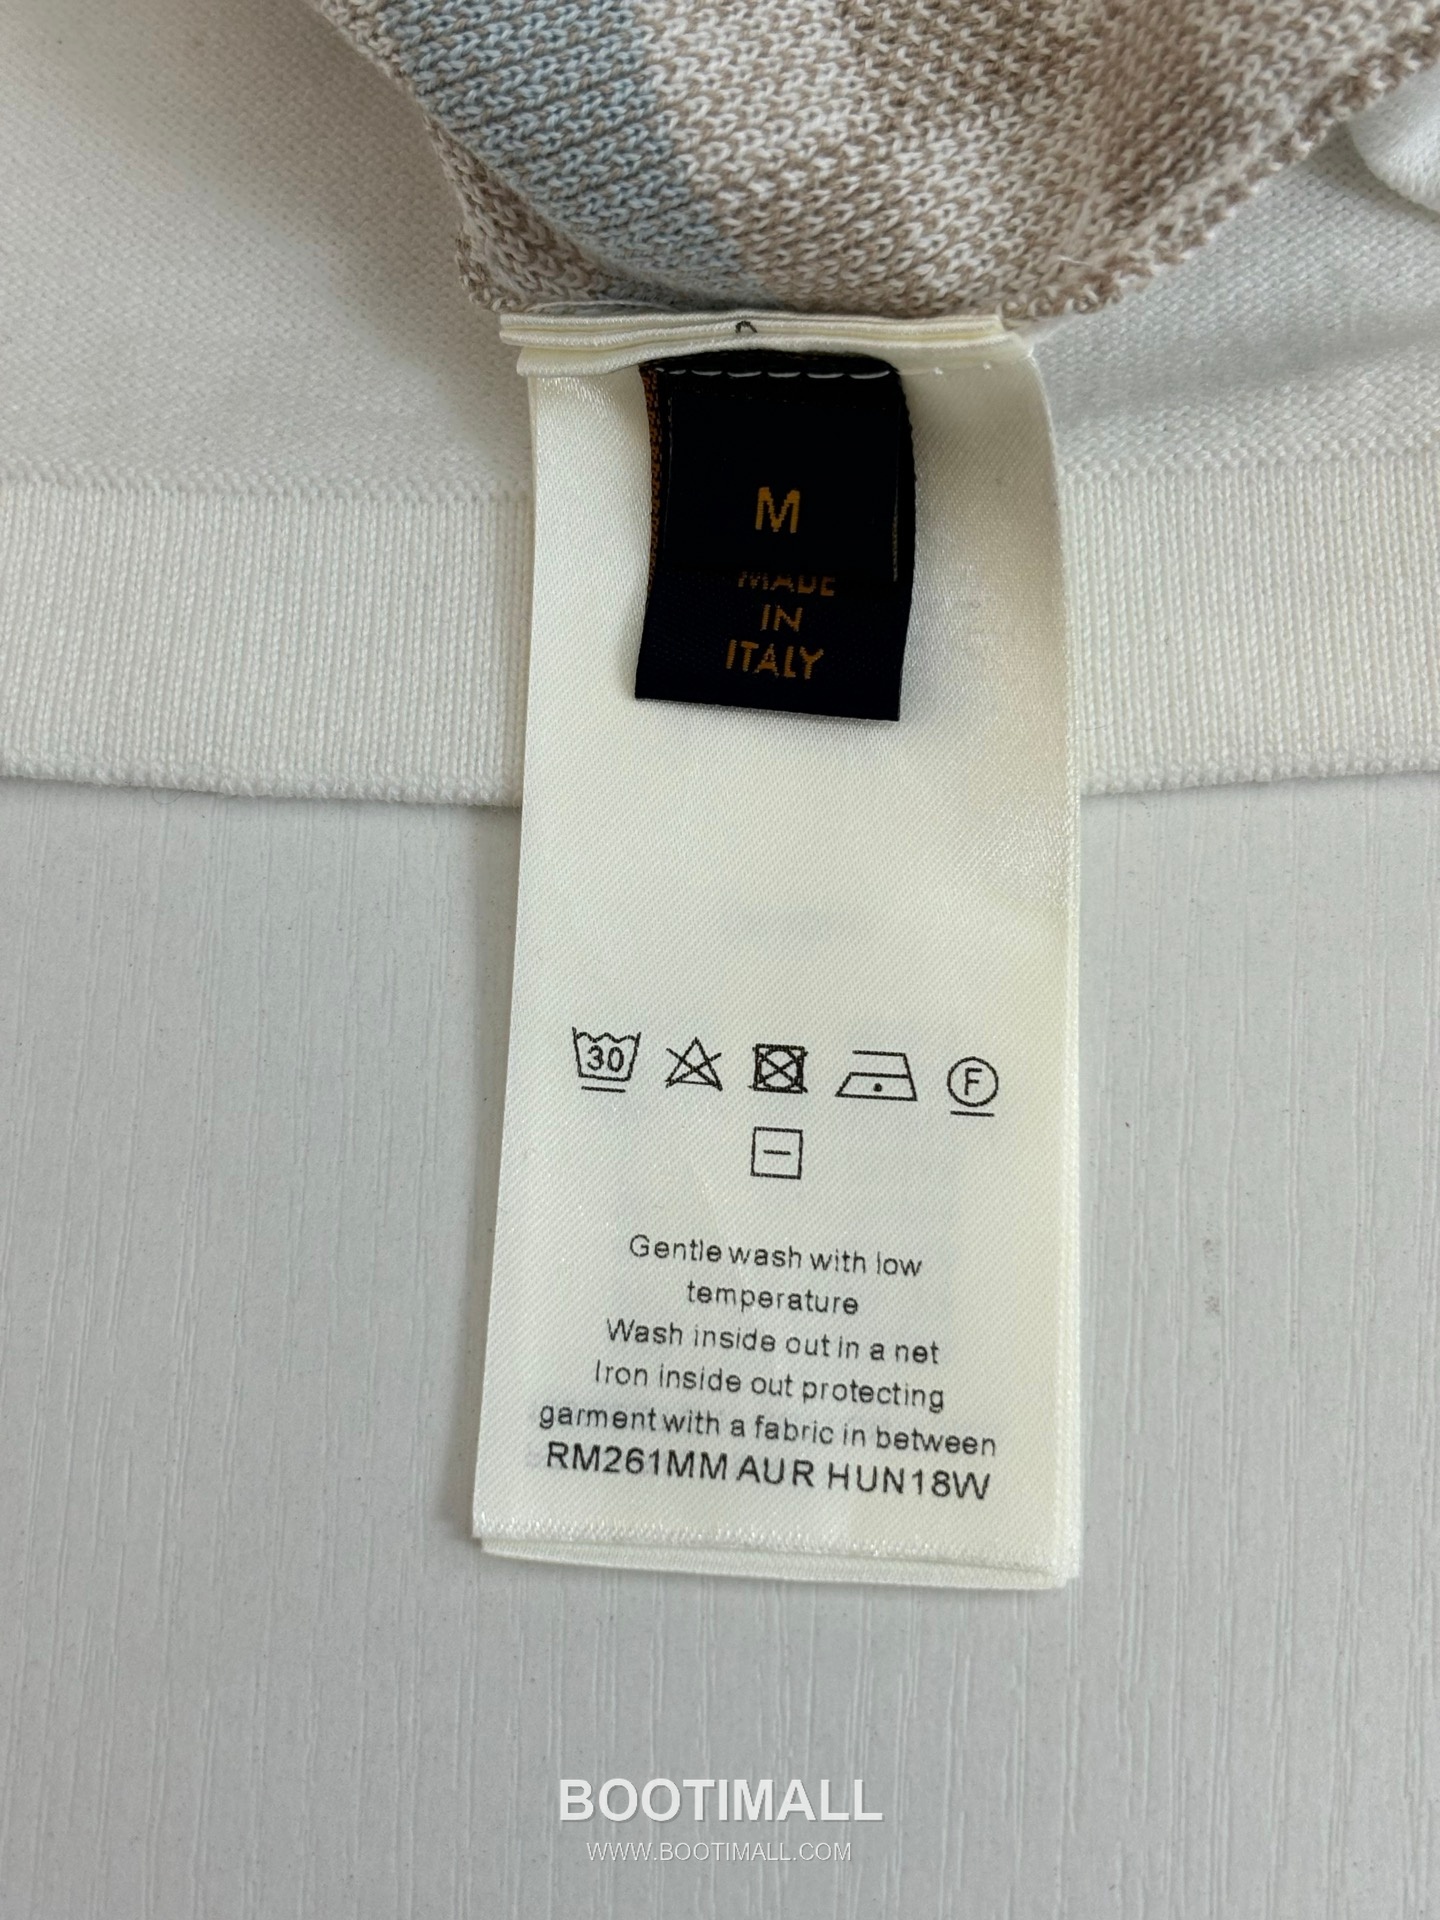 M
MADE
IN
ITALY
30
F
Gentle wash with low
temperature
Wash inside out in a net
Iron inside out protecting
garment with a fabric in between
RM261MM AUR HUN18W
BOOTIMALL
WWW.BOOTIMALL.COM